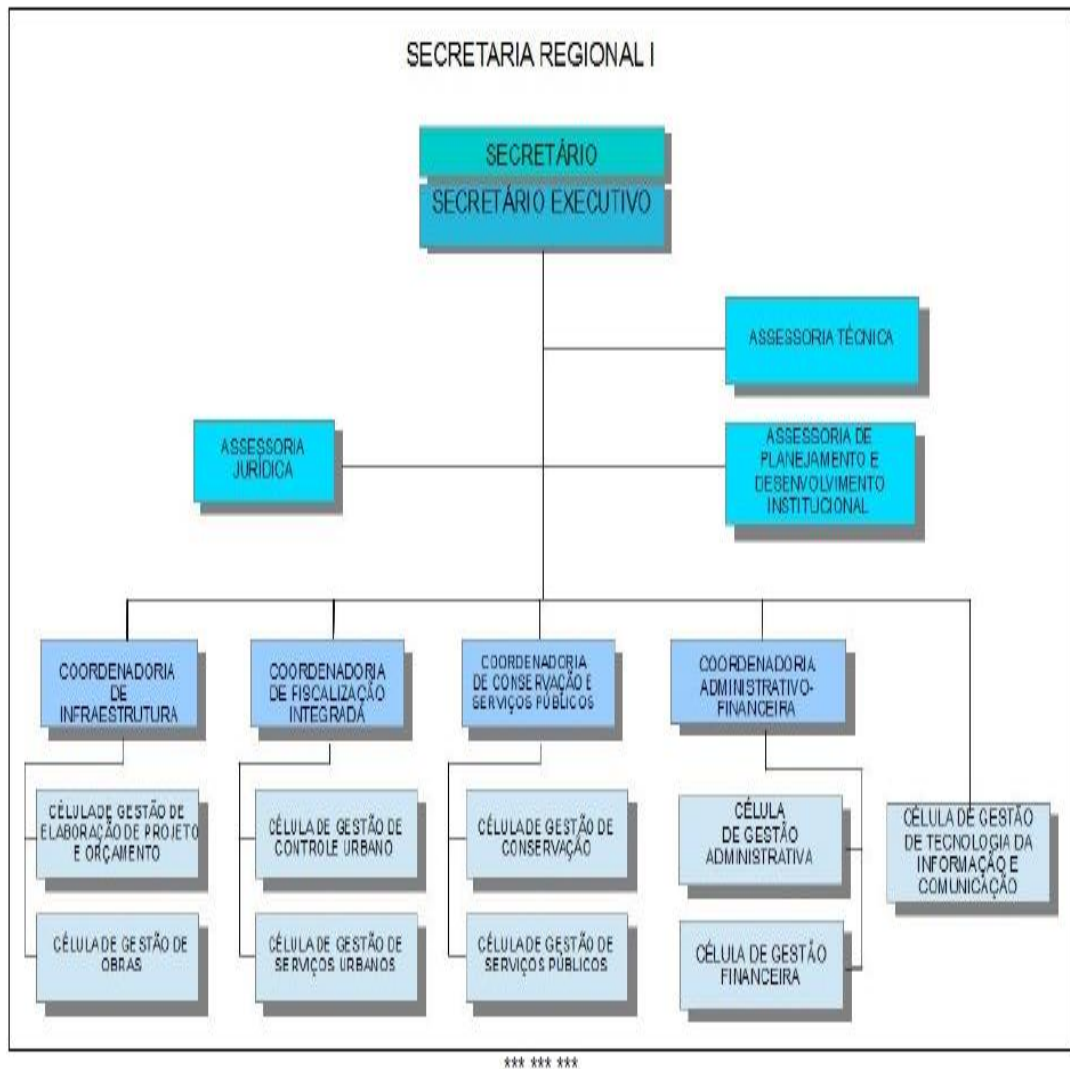 SECRETARIA REGIONAL I
SECRETÁRIO
SECRETÁRIO EXECUTIVO
ASSESSORIA TÉCNICA
ASSESSORIA
JURÍDICA
ASSESSORIA DE
PLANEJAMENTO E
DESENVOLVIMENTO
INSTITUCIONAL
COORDENADORIA
DE
INFRAESTRUTURA
COORDENADORIA
DE FISCALIZAÇÃO
INTEGRADA
COORDENADORIA
DE CONSERVAÇÃO E
SERVIÇOS PÚBLICOS
COORDENADORIA
ADMINISTRATIVO-
FINANCEIRA
CÉLULA DE GESTÃO DE
ELABORAÇÃO DE PROJETO
E ORÇAMENTO
CÉLULA DE GESTÃO DE
CONTROLE URBANO
CÉLULA DE GESTÃO DE
CONSERVAÇÃO
CÉLULA
DE GESTÃO
ADMINISTRATIVA
CÉLULA DE GESTÃO
DE TECNOLOGIA DA
INFORMAÇÃO E
COMUNICAÇÃO
CÉLULA DE GESTÃO DE
OBRAS
CÉLULA DE GESTÃO DE
SERVIÇOS URBANOS
CÉLULA DE GESTÃO DE
SERVIÇOS PÚBLICOS
CÉLULA DE GESTÃO
FINANCEIRA
*** *** ***